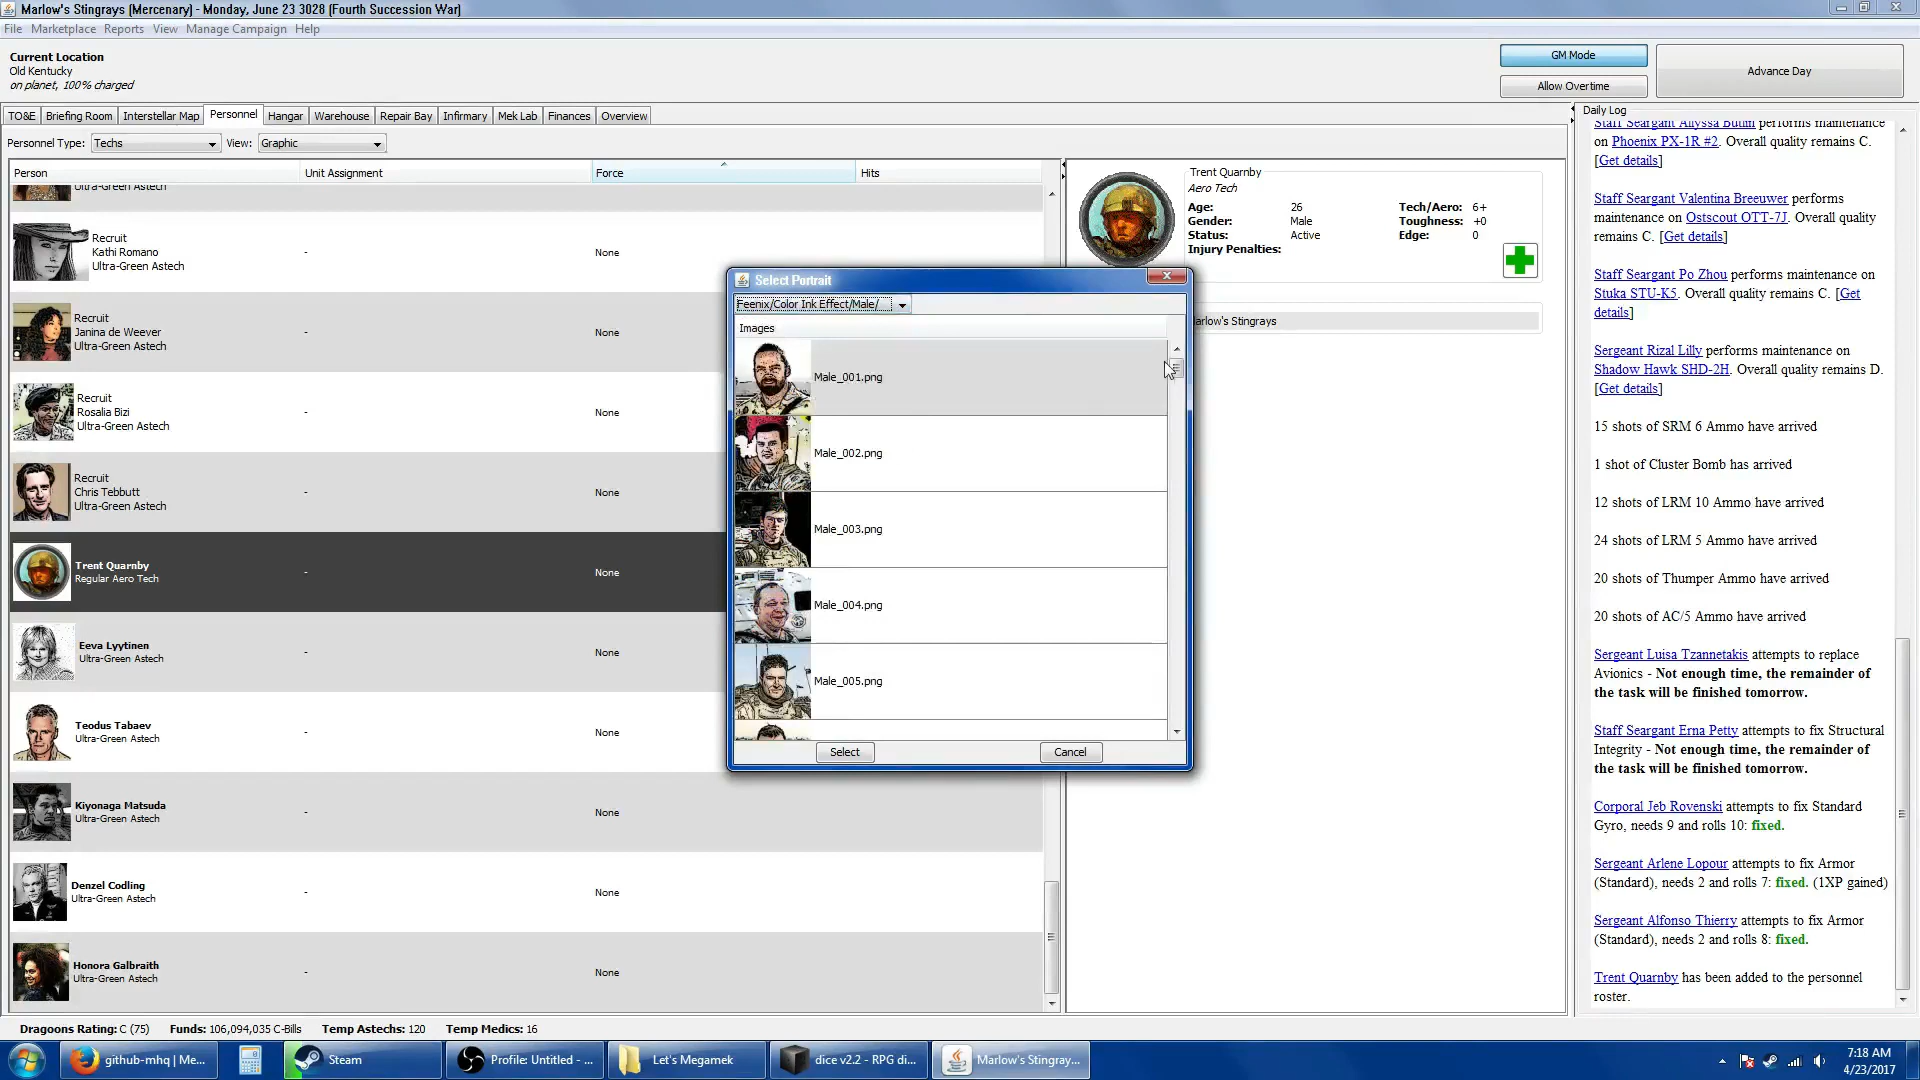 Marlow's Stingrays (Mercenary) - Monday, June 23 3028 (Fourth Succession War)
File Marketplace Reports View Manage Campaign Help
Current Location
Old Kentucky
on planet, 100% charged
GM Mode
Allow Overtime
Advance Day
TO&E Briefing Room Interstellar Map Personnel Hangar Warehouse Repair Bay Infirmary Mek Lab Finances Overview
Personnel Type: Techs View: Graphic
Person Unit Assignment Force Hits
Ultra-Green Astech
Recruit
Kathi Romano
Ultra-Green Astech
- None
Recruit
Janina de Weever
Ultra-Green Astech
- None
Recruit
Rosalia Bizi
Ultra-Green Astech
- None
Recruit
Chris Tebbutt
Ultra-Green Astech
- None
Trent Quarnby
Regular Aero Tech
- None
Eeva Lyytinen
Ultra-Green Astech
- None
Teodus Tabaev
Ultra-Green Astech
- None
Kiyonaga Matsuda
Ultra-Green Astech
- None
Denzel Codling
Ultra-Green Astech
- None
Honora Galbraith
Ultra-Green Astech
- None
Select Portrait
Feenix/Color Ink Effect/Male/
Images
Male_001.png
Male_002.png
Male_003.png
Male_004.png
Male_005.png
Select Cancel
Trent Quarnby
Aero Tech
Age: 26 Tech/Aero: 6+
Gender: Male Toughness: +0
Status: Active Edge: 0
Injury Penalties:
arlow's Stingrays
Daily Log
Staff Seargant Allyssa Butlin performs maintenance
on Phoenix PX-1R #2. Overall quality remains C.
[Get details]
Staff Seargant Valentina Breeuwer performs
maintenance on Ostscout OTT-7J. Overall quality
remains C. [Get details]
Staff Seargant Po Zhou performs maintenance on
Stuka STU-K5. Overall quality remains C. [Get
details]
Sergeant Rizal Lilly performs maintenance on
Shadow Hawk SHD-2H. Overall quality remains D.
[Get details]
15 shots of SRM 6 Ammo have arrived
1 shot of Cluster Bomb has arrived
12 shots of LRM 10 Ammo have arrived
24 shots of LRM 5 Ammo have arrived
20 shots of Thumper Ammo have arrived
20 shots of AC/5 Ammo have arrived
Sergeant Luisa Tzannetakis attempts to replace
Avionics - Not enough time, the remainder of
the task will be finished tomorrow.
Staff Seargant Erna Petty attempts to fix Structural
Integrity - Not enough time, the remainder of
the task will be finished tomorrow.
Corporal Jeb Rovenski attempts to fix Standard
Gyro, needs 9 and rolls 10: fixed.
Sergeant Arlene Lopour attempts to fix Armor
(Standard), needs 2 and rolls 7: fixed. (1XP gained)
Sergeant Alfonso Thierry attempts to fix Armor
(Standard), needs 2 and rolls 8: fixed.
Trent Quarnby has been added to the personnel
roster.
Dragoons Rating: C (75) Funds: 106,094,035 C-Bills Temp Astechs: 120 Temp Medics: 16
github-mhq | Me... Steam Profile: Untitled - ... Let's Megamek dice v2.2 - RPG di... Marlow's Stingray...
7:18 AM
4/23/2017